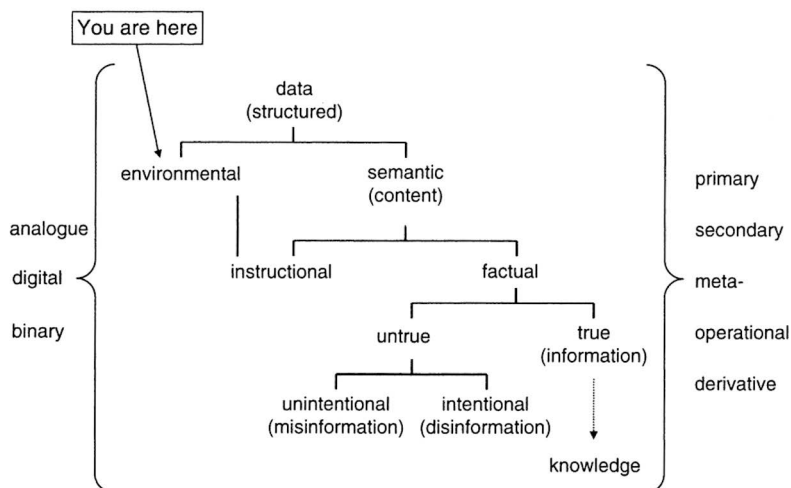 You are here
data
(structured)
environmental
semantic
(content)
primary
analogue
secondary
instructional
factual
digital
meta-
binary
untrue
true
(information)
operational
derivative
unintentional
(misinformation)
intentional
(disinformation)
knowledge